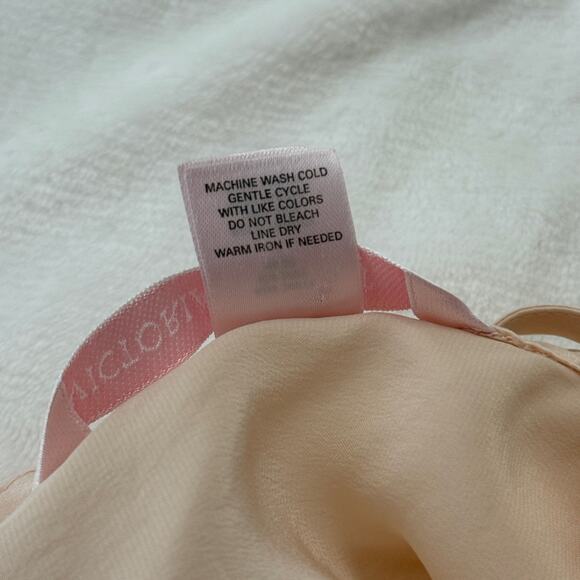 MACHINE WASH COLD
GENTLE CYCLE
WITH LIKE COLORS
DO NOT BLEACH
LINE DRY
WARM IRON IF NEEDED
VICTORIA